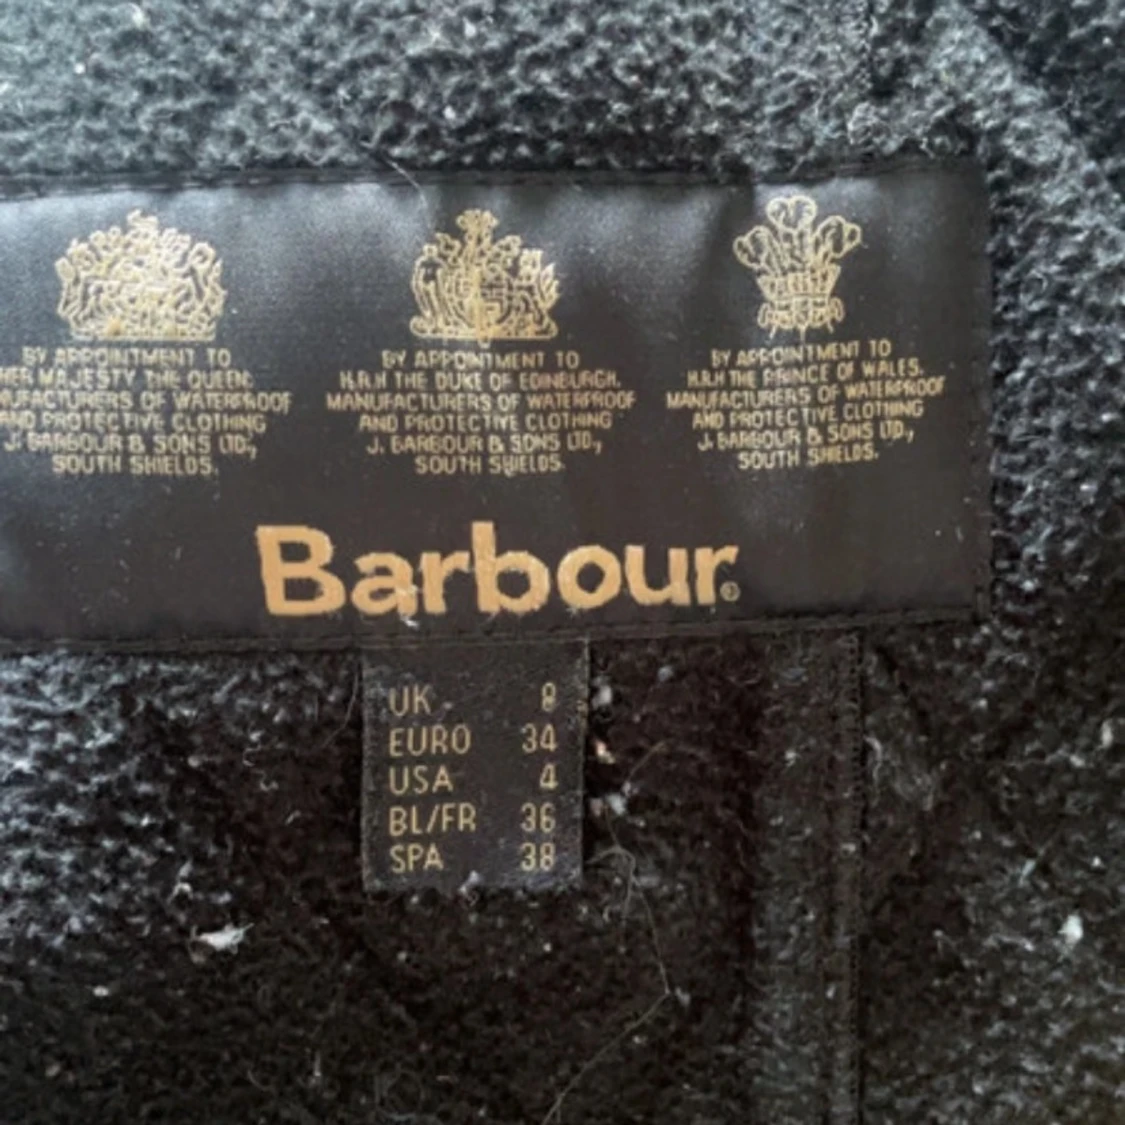 BY APPOINTMENT TO
HER MAJESTY THE QUEEN.
MANUFACTURERS OF WATERPROOF
AND PROTECTIVE CLOTHING
J. BARBOUR & SONS LTD.,
SOUTH SHIELDS.
BY APPOINTMENT TO
H.R.H THE DUKE OF EDINBURGH.
MANUFACTURERS OF WATERPROOF
AND PROTECTIVE CLOTHING
J. BARBOUR & SONS LTD.,
SOUTH SHIELDS.
BY APPOINTMENT TO
H.R.H THE PRINCE OF WALES.
MANUFACTURERS OF WATERPROOF
AND PROTECTIVE CLOTHING
J. BARBOUR & SONS LTD.,
SOUTH SHIELDS.
Barbour®
UK 8
EURO 34
USA 4
BL/FR 36
SPA 38